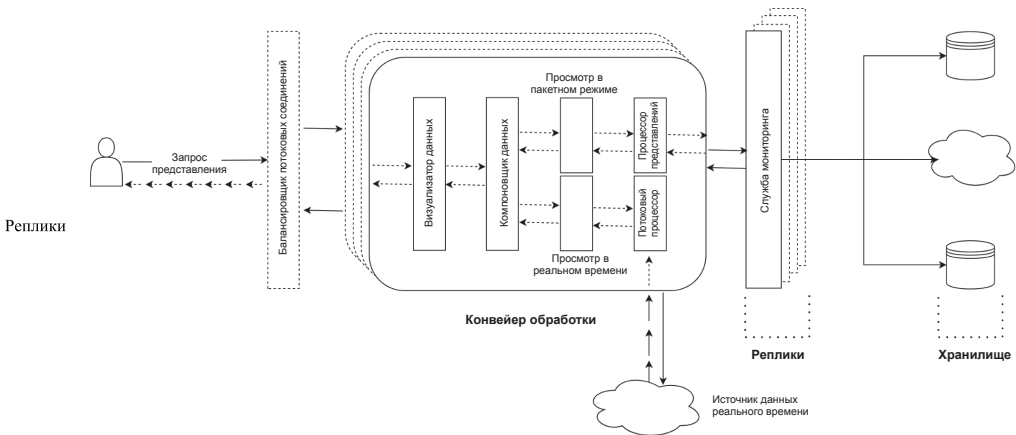 Просмотр в
пакетном режиме
Запрос
представления
Балансировщик потоковых соединений
Визуализатор данных
Компоновщик данных
Процессор
представлений
Служба мониторинга
Реплики
Потоковый
процессор
Просмотр в
реальном времени
Конвейер обработки
Реплики
Хранилище
Источник данных
реального времени